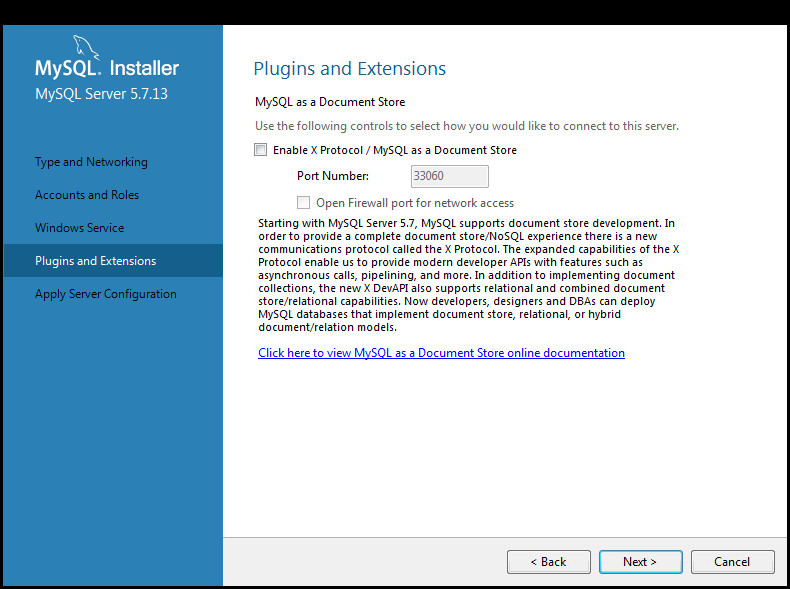 MySQL. Installer
MySQL Server 5.7.13
Type and Networking
Accounts and Roles
Windows Service
Plugins and Extensions
Apply Server Configuration
Plugins and Extensions
MySQL as a Document Store
Use the following controls to select how you would like to connect to this server.
Enable X Protocol / MySQL as a Document Store
Port Number: 33060
Open Firewall port for network access
Starting with MySQL Server 5.7, MySQL supports document store development. In
order to provide a complete document store/NoSQL experience there is a new
communications protocol called the X Protocol. The expanded capabilities of the X
Protocol enable us to provide modern developer APIs with features such as
asynchronous calls, pipelining, and more. In addition to implementing document
collections, the new X DevAPI also supports relational and combined document
store/relational capabilities. Now developers, designers and DBAs can deploy
MySQL databases that implement document store, relational, or hybrid
document/relation models.
Click here to view MySQL as a Document Store online documentation
< Back Next > Cancel